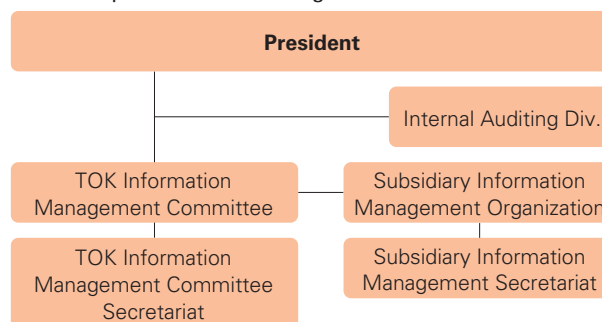 President
Internal Auditing Div.
TOK Information
Management Committee
Subsidiary Information
Management Organization
TOK Information
Management Committee
Secretariat
Subsidiary Information
Management Secretariat